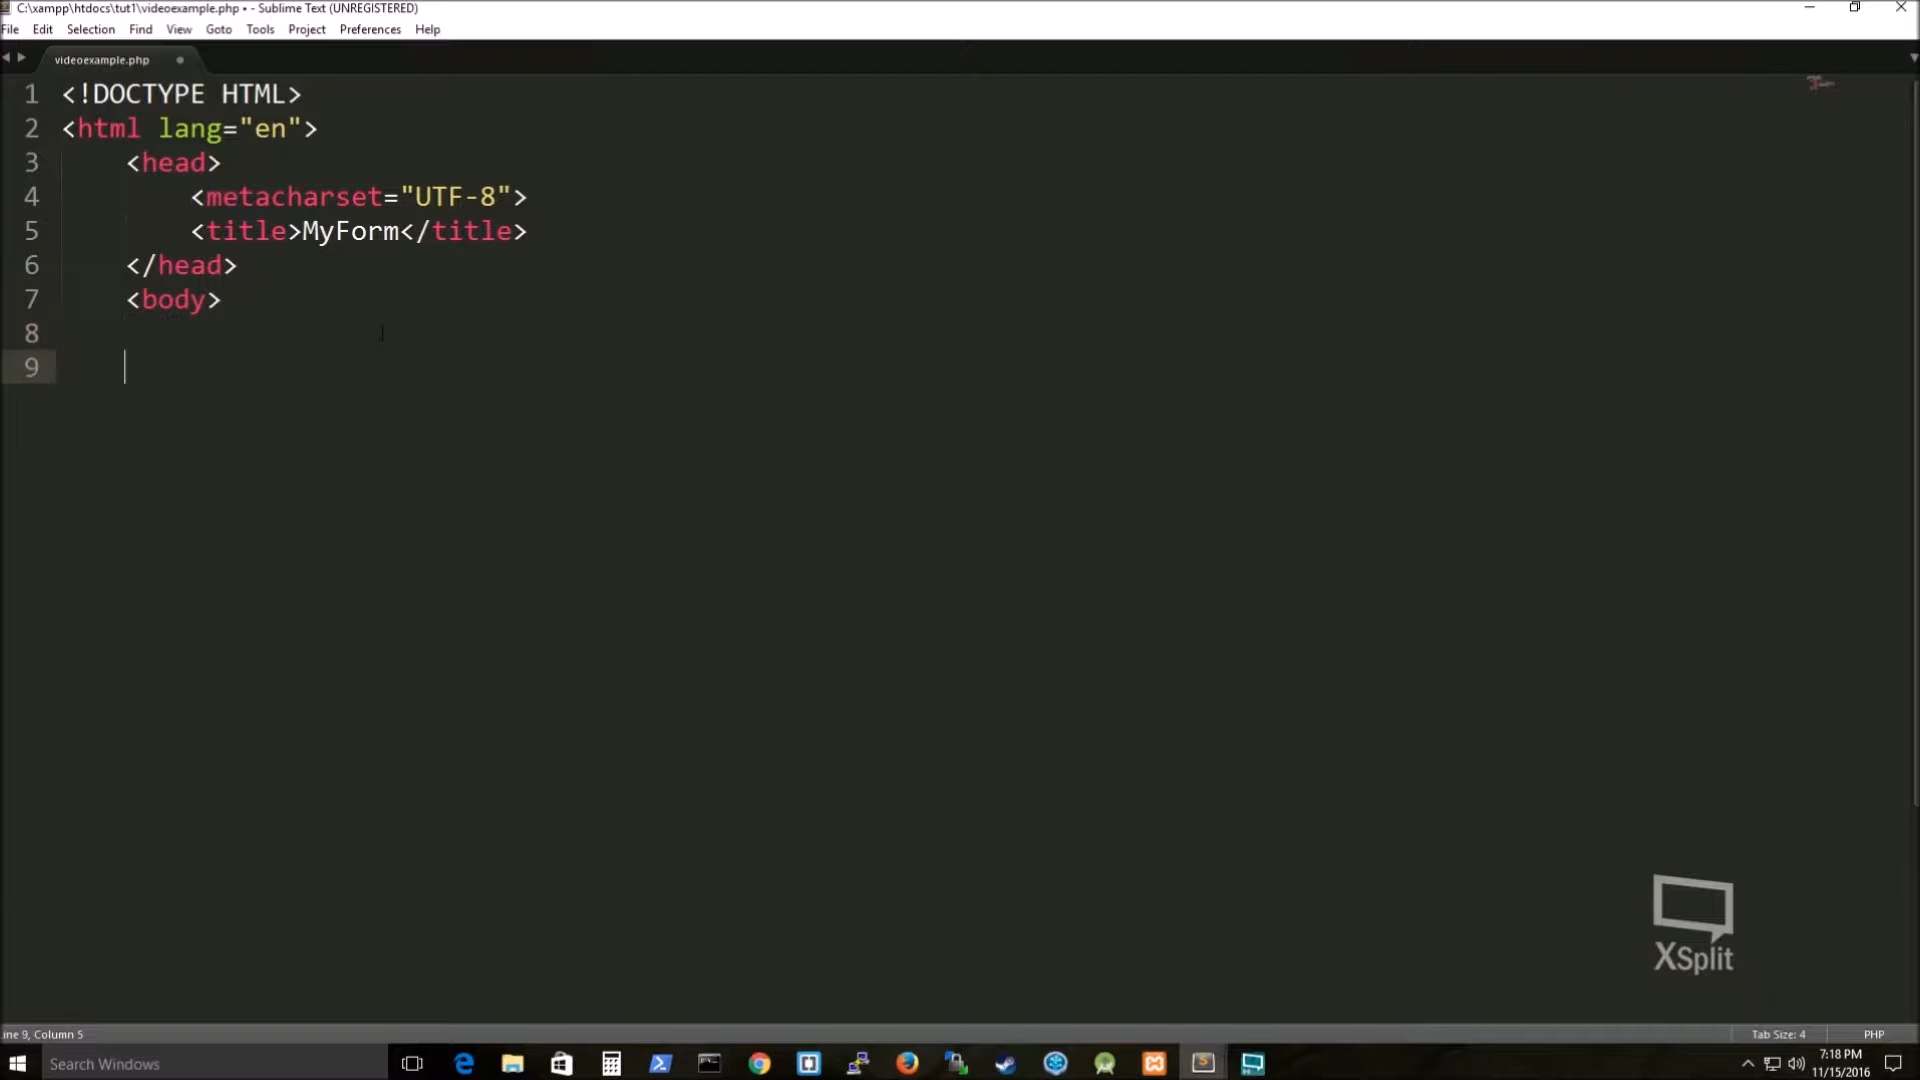 C:\xampp\htdocs\tut1\videoexample.php • - Sublime Text (UNREGISTERED)
File Edit Selection Find View Goto Tools Project Preferences Help
videoexample.php
1 <!DOCTYPE HTML>
2 <html lang="en">
3 <head>
4 <metacharset="UTF-8">
5 <title>MyForm</title>
6 </head>
7 <body>
8
9
XSplit
ine 9, Column 5 Tab Size: 4 PHP
Search Windows
7:18 PM
11/15/2016